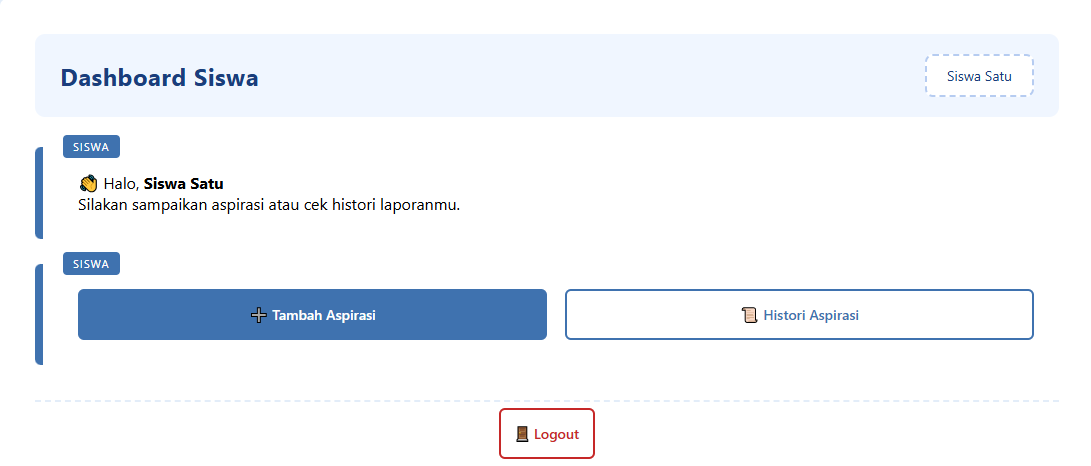 Dashboard Siswa
Siswa Satu
SISWA
👏 Halo, Siswa Satu
Silakan sampaikan aspirasi atau cek histori laporanmu.
SISWA
➕ Tambah Aspirasi
📜 Histori Aspirasi
🚪 Logout